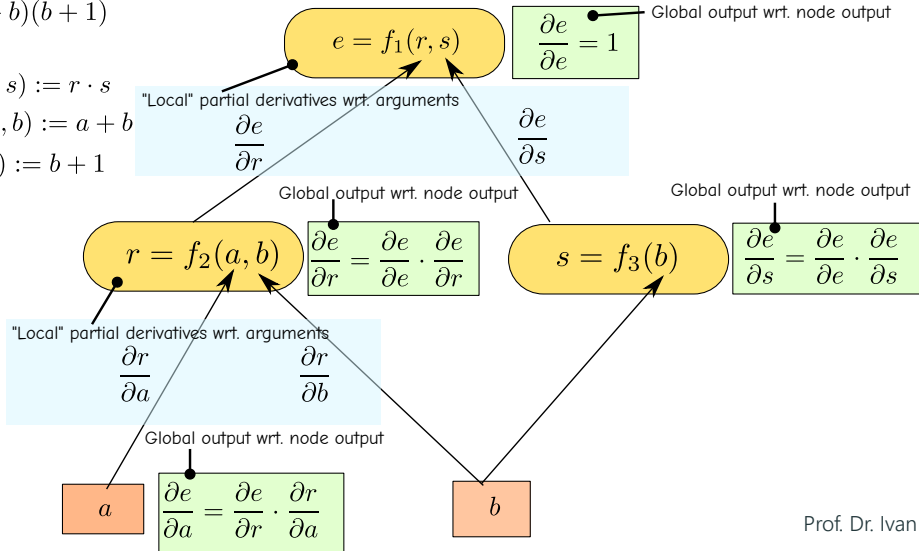 b)(b + 1)
s) := r · s
, b) := a + b
) := b + 1
e = f₁(r, s)
∂e/∂e = 1
Global output wrt. node output
"Local" partial derivatives wrt. arguments
∂e/∂r
∂e/∂s
Global output wrt. node output
Global output wrt. node output
r = f₂(a, b)
∂e/∂r = ∂e/∂e · ∂e/∂r
s = f₃(b)
∂e/∂s = ∂e/∂e · ∂e/∂s
"Local" partial derivatives wrt. arguments
∂r/∂a
∂r/∂b
Global output wrt. node output
a
∂e/∂a = ∂e/∂r · ∂r/∂a
b
Prof. Dr. Ivan